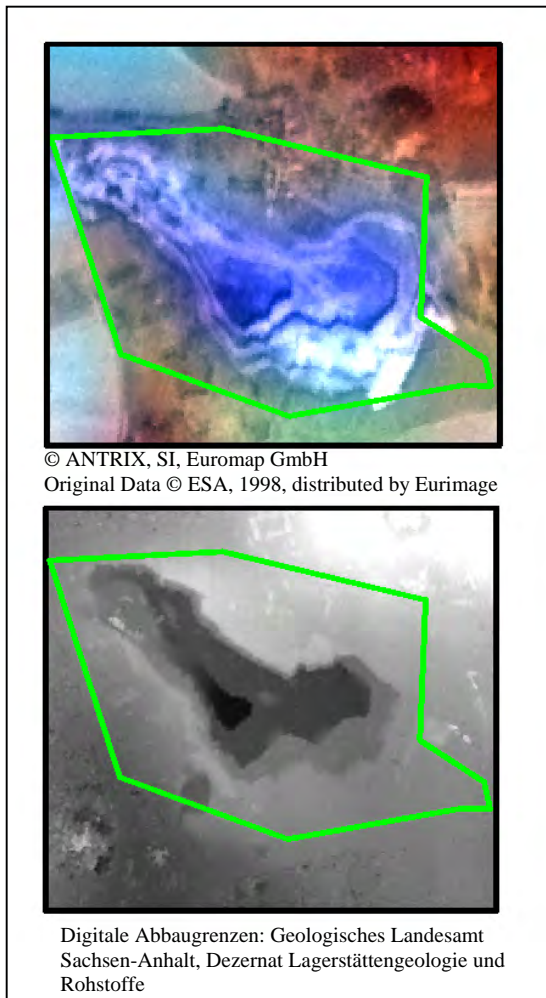 © ANTRIX, SI, Euromap GmbH
Original Data © ESA, 1998, distributed by Eurimage
Digitale Abbaugrenzen: Geologisches Landesamt
Sachsen-Anhalt, Dezernat Lagerstättengeologie und
Rohstoffe